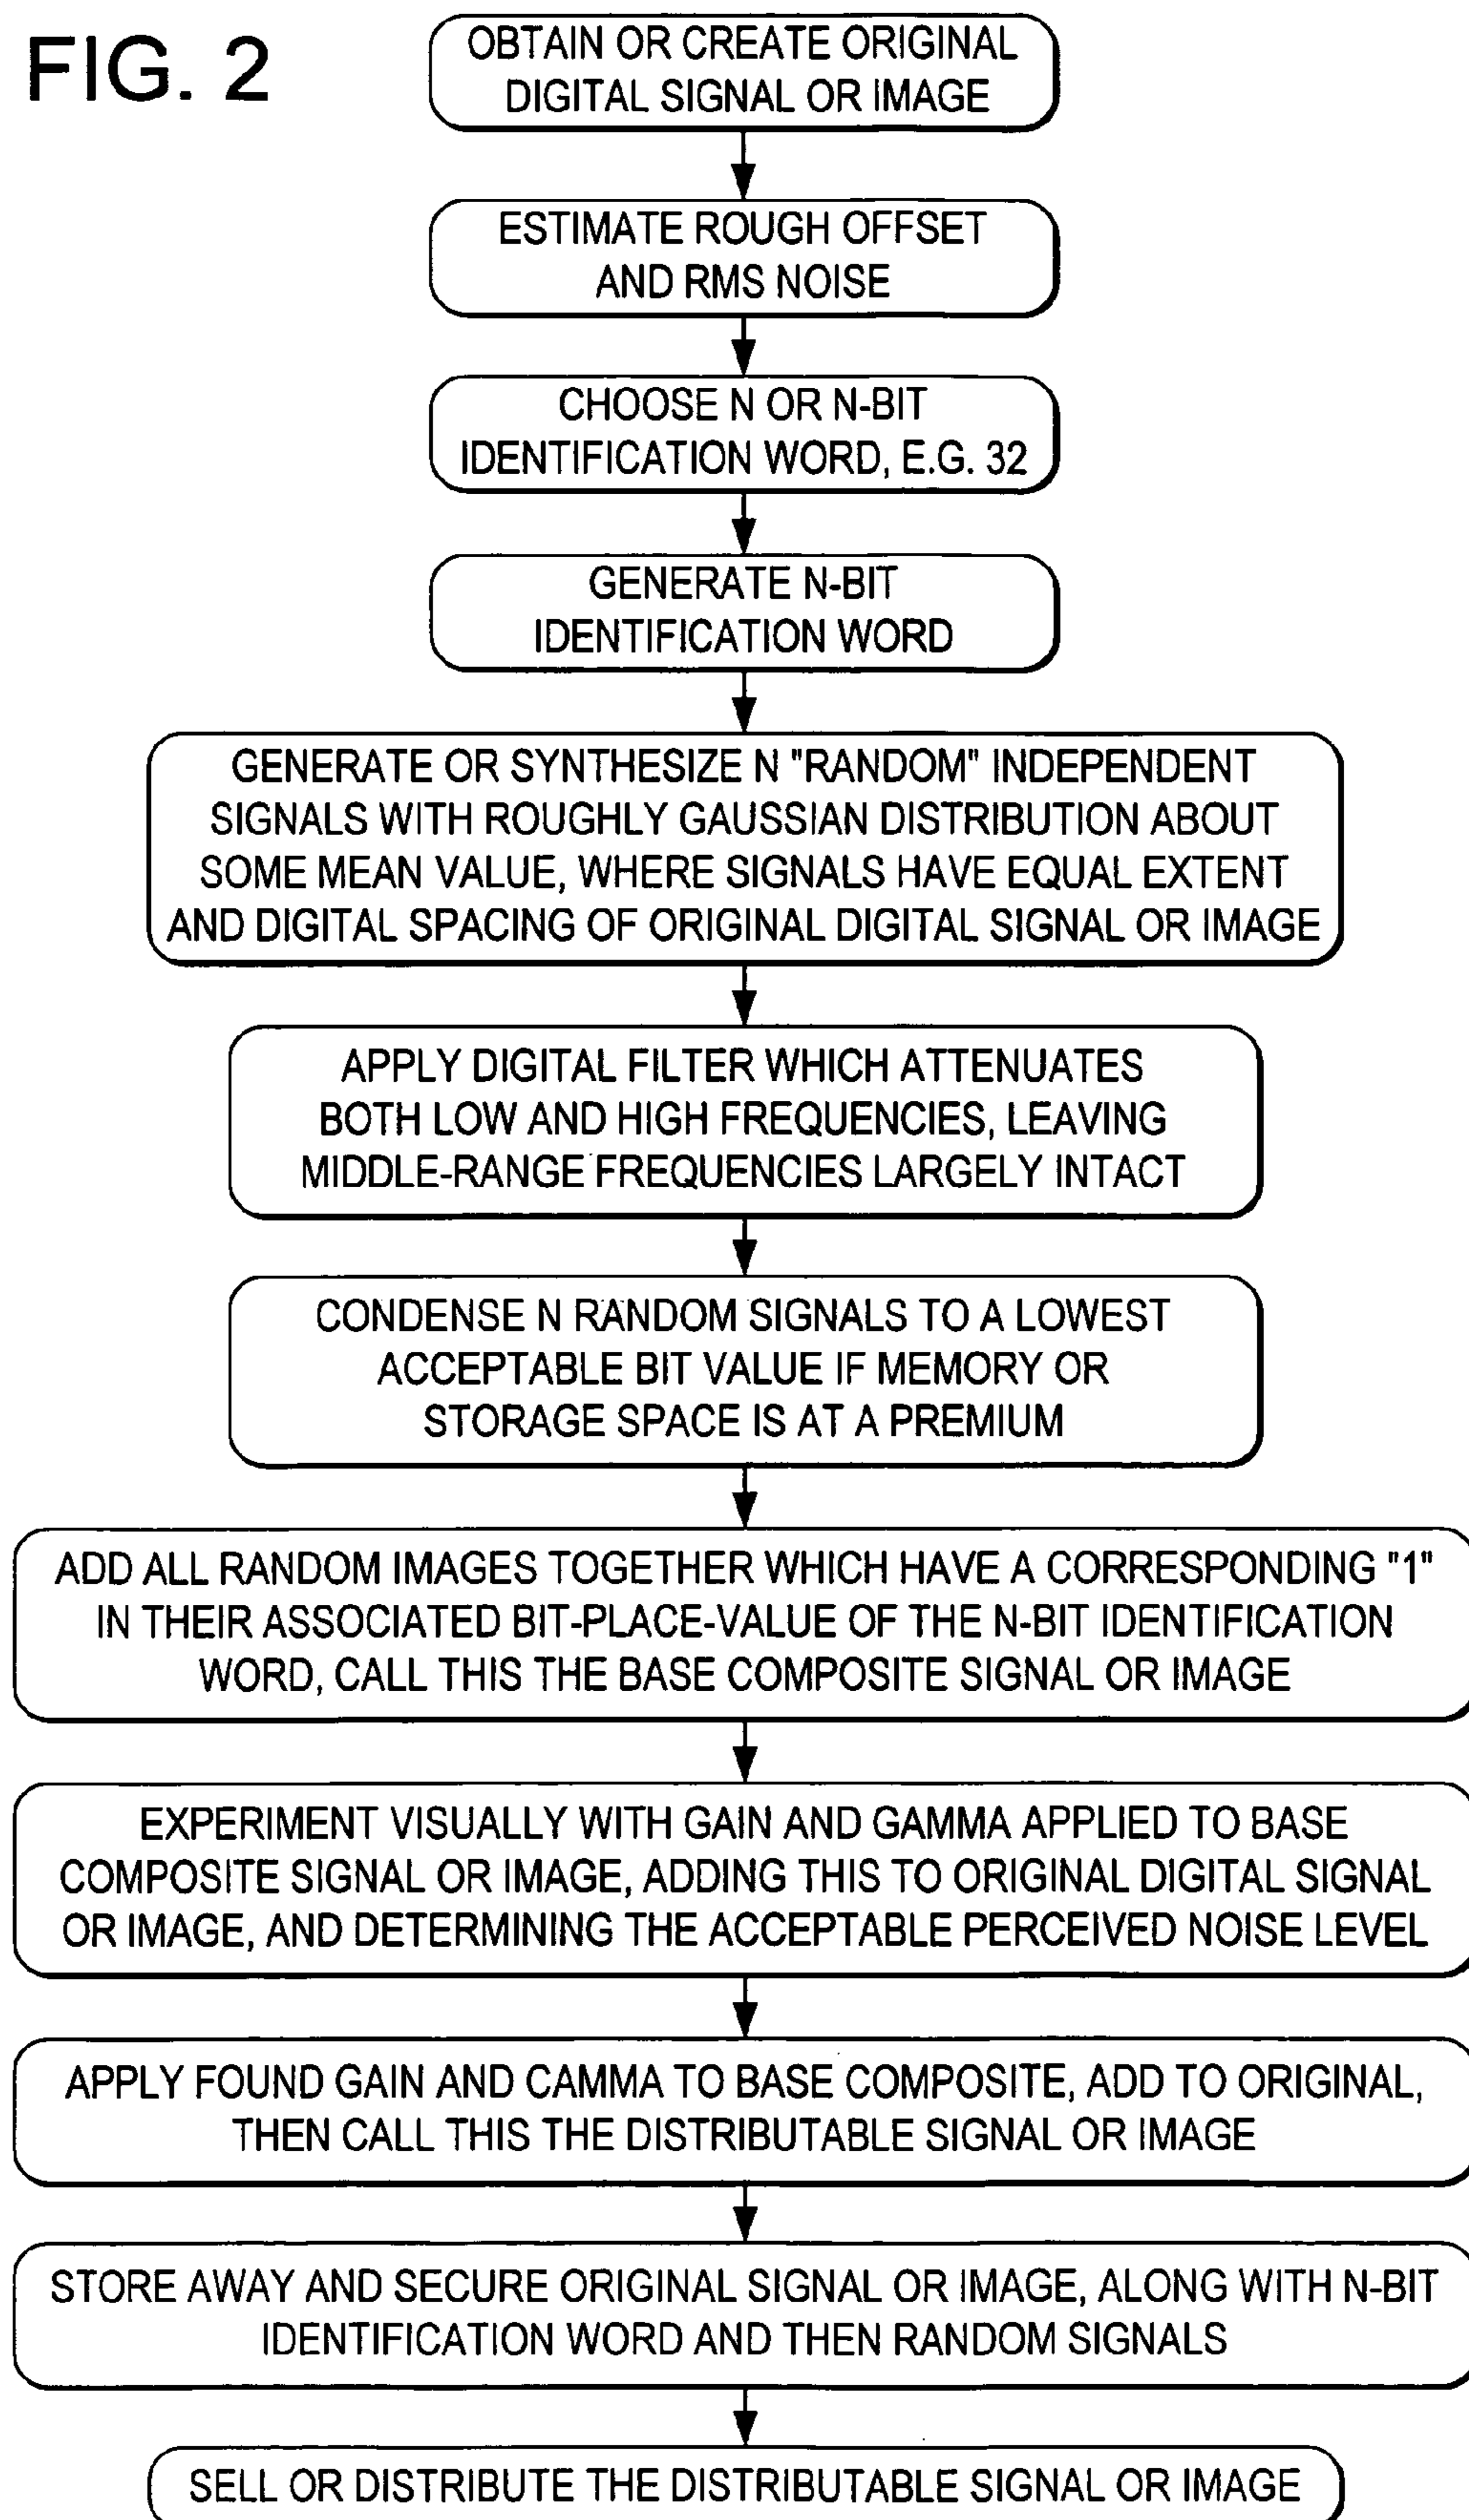 FIG. 2
OBTAIN OR CREATE ORIGINAL
DIGITAL SIGNAL OR IMAGE
ESTIMATE ROUGH OFFSET
AND RMS NOISE
CHOOSE N OR N-BIT
IDENTIFICATION WORD, E.G. 32
GENERATE N-BIT
IDENTIFICATION WORD
GENERATE OR SYNTHESIZE N "RANDOM" INDEPENDENT
SIGNALS WITH ROUGHLY GAUSSIAN DISTRIBUTION ABOUT
SOME MEAN VALUE, WHERE SIGNALS HAVE EQUAL EXTENT
AND DIGITAL SPACING OF ORIGINAL DIGITAL SIGNAL OR IMAGE
APPLY DIGITAL FILTER WHICH ATTENUATES
BOTH LOW AND HIGH FREQUENCIES, LEAVING
MIDDLE-RANGE FREQUENCIES LARGELY INTACT
CONDENSE N RANDOM SIGNALS TO A LOWEST
ACCEPTABLE BIT VALUE IF MEMORY OR
STORAGE SPACE IS AT A PREMIUM
ADD ALL RANDOM IMAGES TOGETHER WHICH HAVE A CORRESPONDING "1"
IN THEIR ASSOCIATED BIT-PLACE-VALUE OF THE N-BIT IDENTIFICATION
WORD, CALL THIS THE BASE COMPOSITE SIGNAL OR IMAGE
EXPERIMENT VISUALLY WITH GAIN AND GAMMA APPLIED TO BASE
COMPOSITE SIGNAL OR IMAGE, ADDING THIS TO ORIGINAL DIGITAL SIGNAL
OR IMAGE, AND DETERMINING THE ACCEPTABLE PERCEIVED NOISE LEVEL
APPLY FOUND GAIN AND CAMMA TO BASE COMPOSITE, ADD TO ORIGINAL,
THEN CALL THIS THE DISTRIBUTABLE SIGNAL OR IMAGE
STORE AWAY AND SECURE ORIGINAL SIGNAL OR IMAGE, ALONG WITH N-BIT
IDENTIFICATION WORD AND THEN RANDOM SIGNALS
SELL OR DISTRIBUTE THE DISTRIBUTABLE SIGNAL OR IMAGE